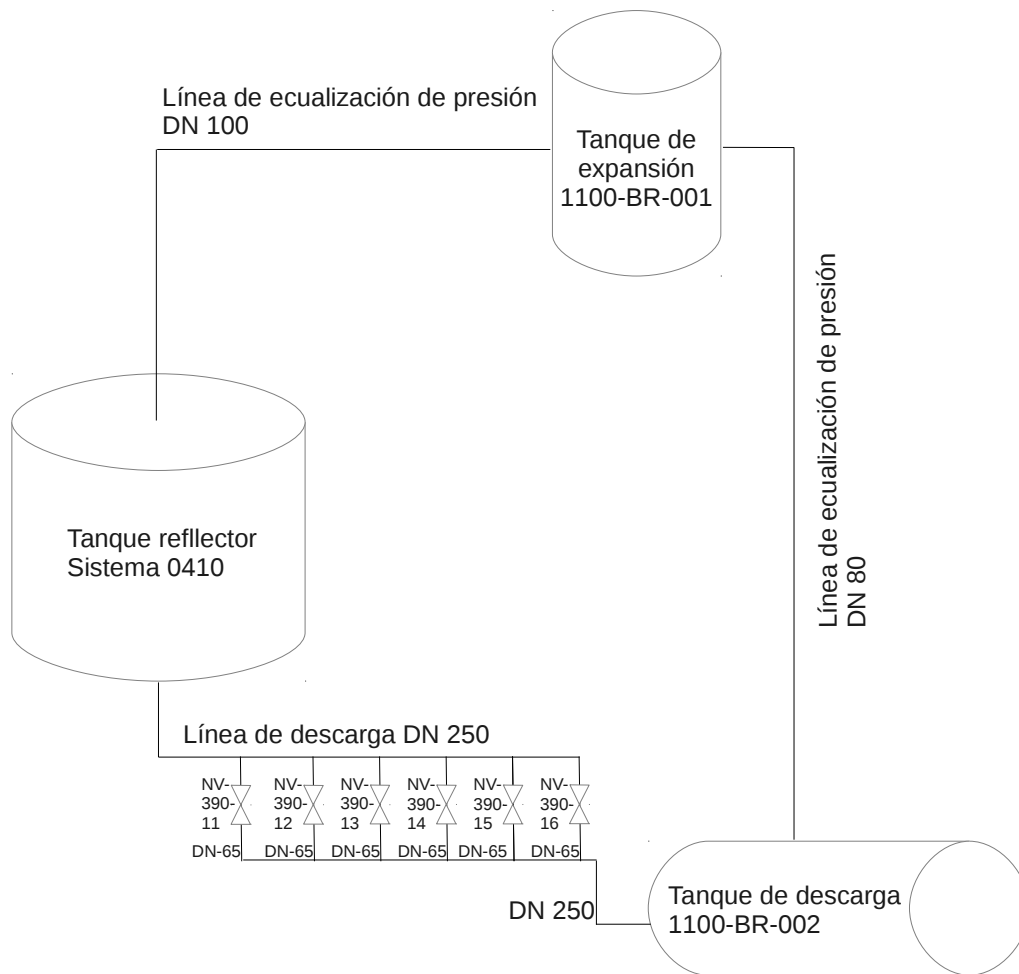 Línea de ecualización de presión
DN 100
Tanque de
expansión
1100-BR-001
Línea de ecualización de presión
DN 80
Tanque refllector
Sistema 0410
Línea de descarga DN 250
NV-
390-
11
NV-
390-
12
NV-
390-
13
NV-
390-
14
NV-
390-
15
NV-
390-
16
DN-65
DN-65
DN-65
DN-65
DN-65
DN-65
DN 250
Tanque de descarga
1100-BR-002